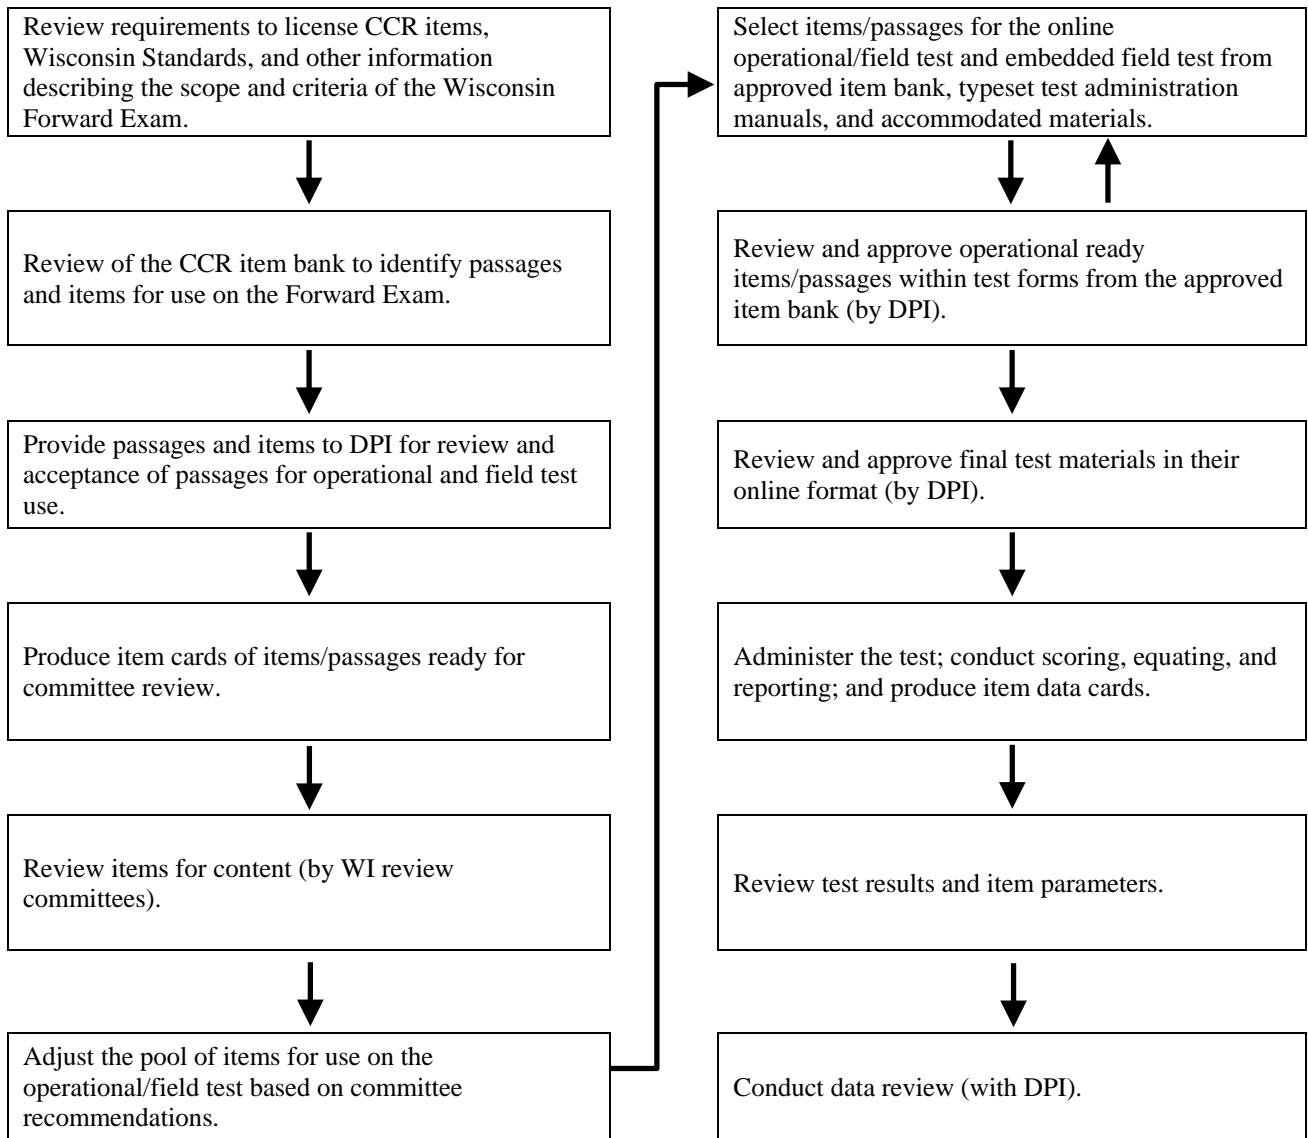 Review requirements to license CCR items,
Wisconsin Standards, and other information
describing the scope and criteria of the Wisconsin
Forward Exam.
Review of the CCR item bank to identify passages
and items for use on the Forward Exam.
Provide passages and items to DPI for review and
acceptance of passages for operational and field test
use.
Produce item cards of items/passages ready for
committee review.
Review items for content (by WI review
committees).
Adjust the pool of items for use on the
operational/field test based on committee
recommendations.
Select items/passages for the online
operational/field test and embedded field test from
approved item bank, typeset test administration
manuals, and accommodated materials.
Review and approve operational ready
items/passages within test forms from the approved
item bank (by DPI).
Review and approve final test materials in their
online format (by DPI).
Administer the test; conduct scoring, equating, and
reporting; and produce item data cards.
Review test results and item parameters.
Conduct data review (with DPI).